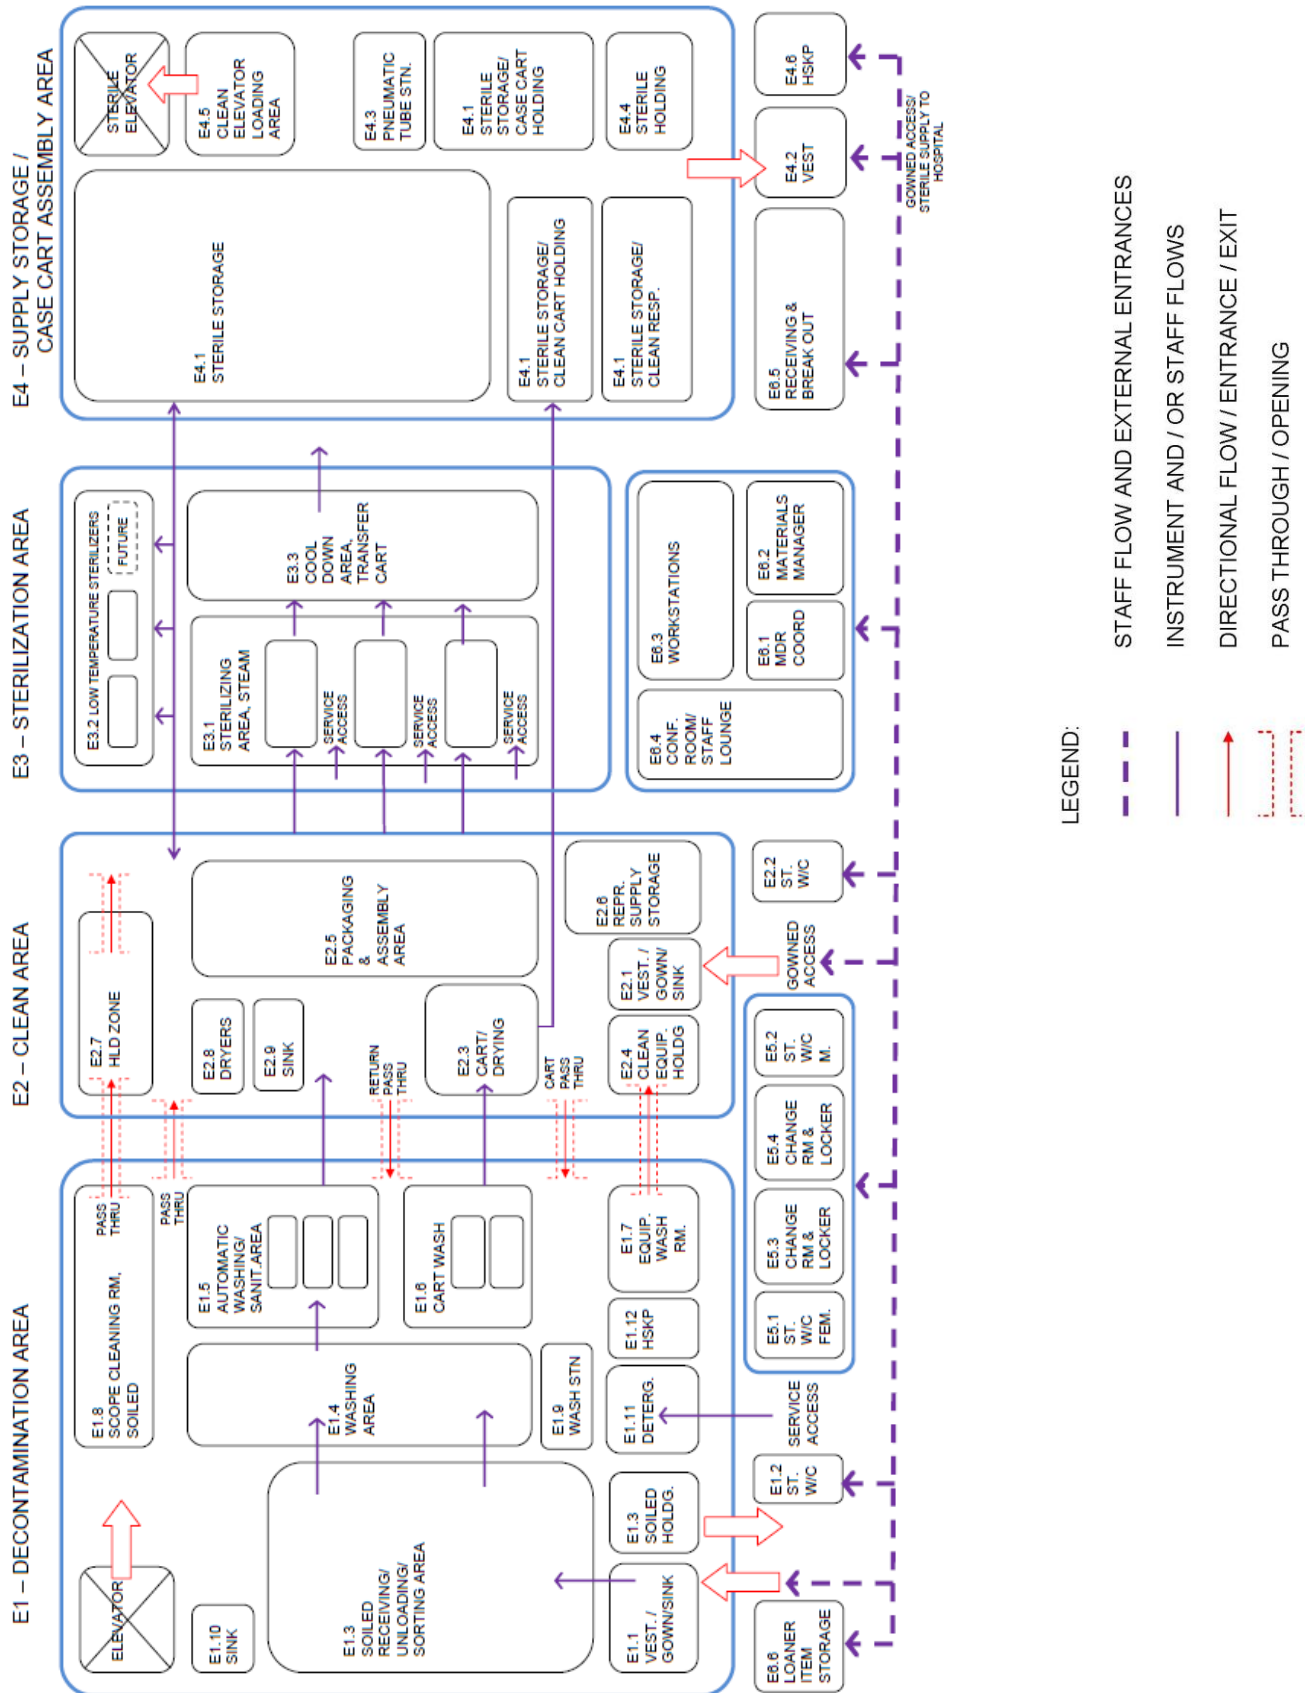 E1 – DECONTAMINATION AREA
ELEVATOR
E1.10
SINK
E1.8
SCOPE CLEANING RM,
SOILED
PASS
THRU
PASS
THRU
E1.3
SOILED
RECEIVING/
UNLOADING/
SORTING AREA
E1.4
WASHING
AREA
E1.5
AUTOMATIC
WASHING/
SANIT.AREA
E1.6
CART WASH
E1.9
WASH STN
E1.1
VEST. /
GOWN/SINK
E1.3
SOILED
HOLDG.
E1.11
DETERG.
E1.12
HSKP
E1.7
EQUIP.
WASH
RM.
E6.6
LOANER
ITEM
STORAGE
E1.2
ST.
W/C
SERVICE
ACCESS
E5.1
ST.
W/C
FEM.
E5.3
CHANGE
RM &
LOCKER
E5.4
CHANGE
RM &
LOCKER
E5.2
ST.
W/C
M.
E2 – CLEAN AREA
E2.7
HLD ZONE
E2.8
DRYERS
E2.9
SINK
RETURN
PASS
THRU
E2.5
PACKAGING
&
ASSEMBLY
AREA
E2.3
CART/
DRYING
CART
PASS
THRU
E2.4
CLEAN
EQUIP.
HOLDG
E2.1
VEST. /
GOWN/
SINK
E2.6
REPR.
SUPPLY
STORAGE
GOWNED
ACCESS
E2.2
ST.
W/C
E3 – STERILIZATION AREA
E3.2 LOW TEMPERATURE STERILIZERS
FUTURE
E3.1
STERILIZING
AREA, STEAM
SERVICE
ACCESS
SERVICE
ACCESS
SERVICE
ACCESS
E3.3
COOL
DOWN
AREA,
TRANSFER
CART
E6.4
CONF.
ROOM/
STAFF
LOUNGE
E6.3
WORKSTATIONS
E6.1
MDR
COORD
E6.2
MATERIALS
MANAGER
E4 – SUPPLY STORAGE /
CASE CART ASSEMBLY AREA
E4.1
STERILE STORAGE
STERILE
ELEVATOR
E4.5
CLEAN
ELEVATOR
LOADING
AREA
E4.3
PNEUMATIC
TUBE STN.
E4.1
STERILE
STORAGE/
CASE CART
HOLDING
E4.4
STERILE
HOLDING
E4.1
STERILE STORAGE/
CLEAN CART HOLDING
E4.1
STERILE STORAGE/
CLEAN RESP.
E6.5
RECEIVING &
BREAK OUT
E4.2
VEST
E4.6
HSKP
GOWNED ACCESS/
STERILE SUPPLY TO
HOSPITAL
LEGEND:
STAFF FLOW AND EXTERNAL ENTRANCES
INSTRUMENT AND / OR STAFF FLOWS
DIRECTIONAL FLOW / ENTRANCE / EXIT
PASS THROUGH / OPENING